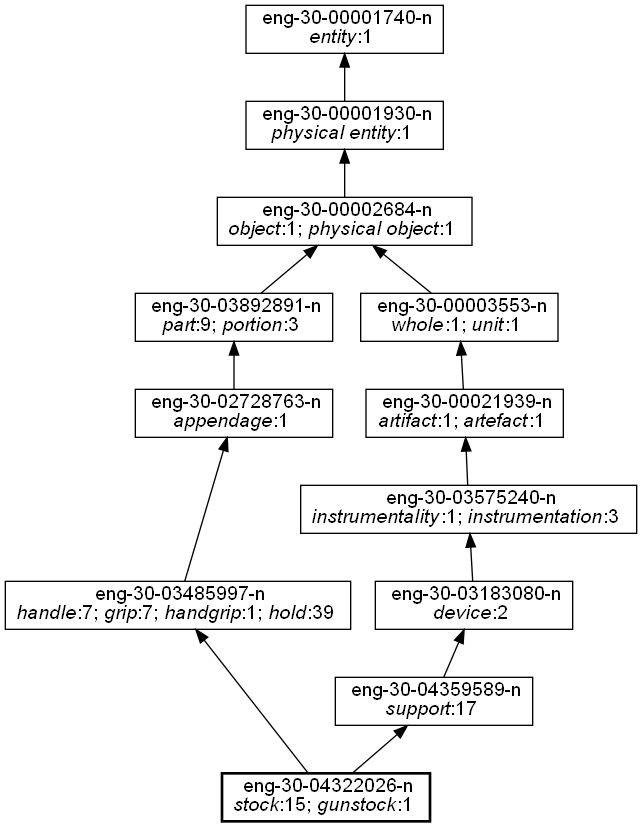 eng-30-00001740-n
entity:1
eng-30-00001930-n
physical entity:1
eng-30-00002684-n
object:1; physical object:1
eng-30-03892891-n
part:9; portion:3
eng-30-00003553-n
whole:1; unit:1
eng-30-02728763-n
appendage:1
eng-30-00021939-n
artifact:1; artefact:1
eng-30-03575240-n
instrumentality:1; instrumentation:3
eng-30-03485997-n
handle:7; grip:7; handgrip:1; hold:39
eng-30-03183080-n
device:2
eng-30-04359589-n
support:17
eng-30-04322026-n
stock:15; gunstock:1